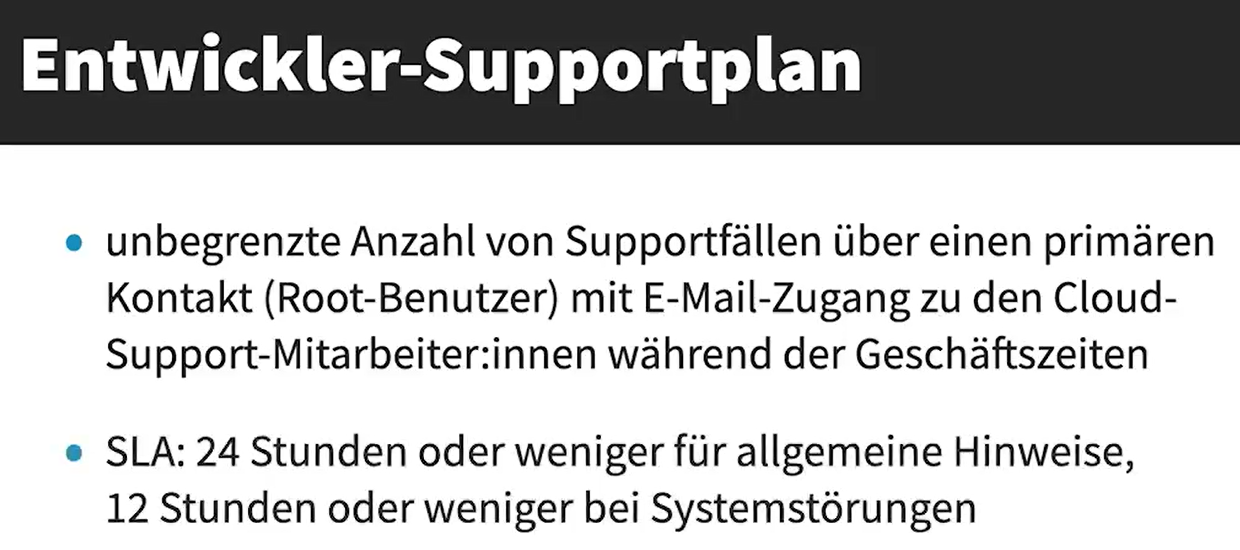 Entwickler-Supportplan
• unbegrenzte Anzahl von Supportfällen über einen primären
Kontakt (Root-Benutzer) mit E-Mail-Zugang zu den Cloud-
Support-Mitarbeiter:innen während der Geschäftszeiten
• SLA: 24 Stunden oder weniger für allgemeine Hinweise,
12 Stunden oder weniger bei Systemstörungen